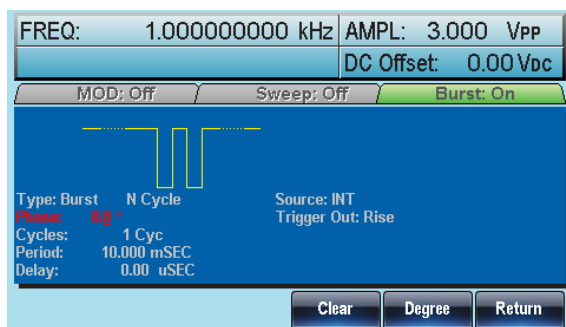 FREQ: 1.000000000 kHz AMPL: 3.000 VPP
DC Offset: 0.00 VDC
MOD: Off Sweep: Off Burst: On
Type: Burst N Cycle Source: INT
Phase: 0.0 ° Trigger Out: Rise
Cycles: 1 Cyc
Period: 10.000 mSEC
Delay: 0.00 uSEC
Clear Degree Return